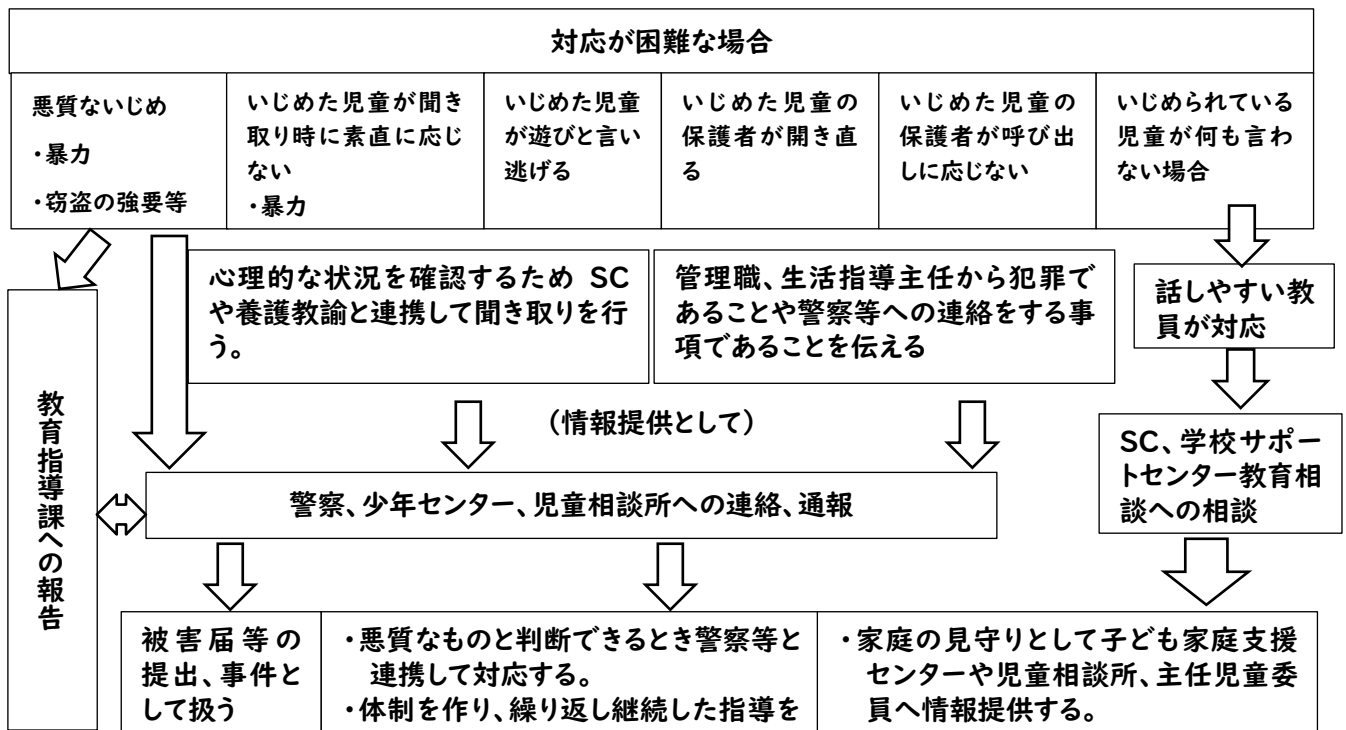 対応が困難な場合
悪質ないじめ
・暴力
・窃盗の強要等
いじめた児童が聞き
取り時に素直に応じ
ない
・暴力
いじめた児童
が遊びと言い
逃げる
いじめた児童の
保護者が開き直
る
いじめた児童の
保護者が呼び出
しに応じない
いじめられている
児童が何も言わ
ない場合
心理的な状況を確認するため SC
や養護教諭と連携して聞き取りを行
う。
管理職、生活指導主任から犯罪で
あることや警察等への連絡をする事
項であることを伝える
話しやすい教
員が対応
教育指導課への報告
（情報提供として）
SC、学校サポー
トセンター教育相
談への相談
警察、少年センター、児童相談所への連絡、通報
被害届等の
提出、事件と
して扱う
・悪質なものと判断できるとき警察等と
連携して対応する。
・体制を作り、繰り返し継続した指導を
・家庭の見守りとして子ども家庭支援
センターや児童相談所、主任児童委
員へ情報提供する。